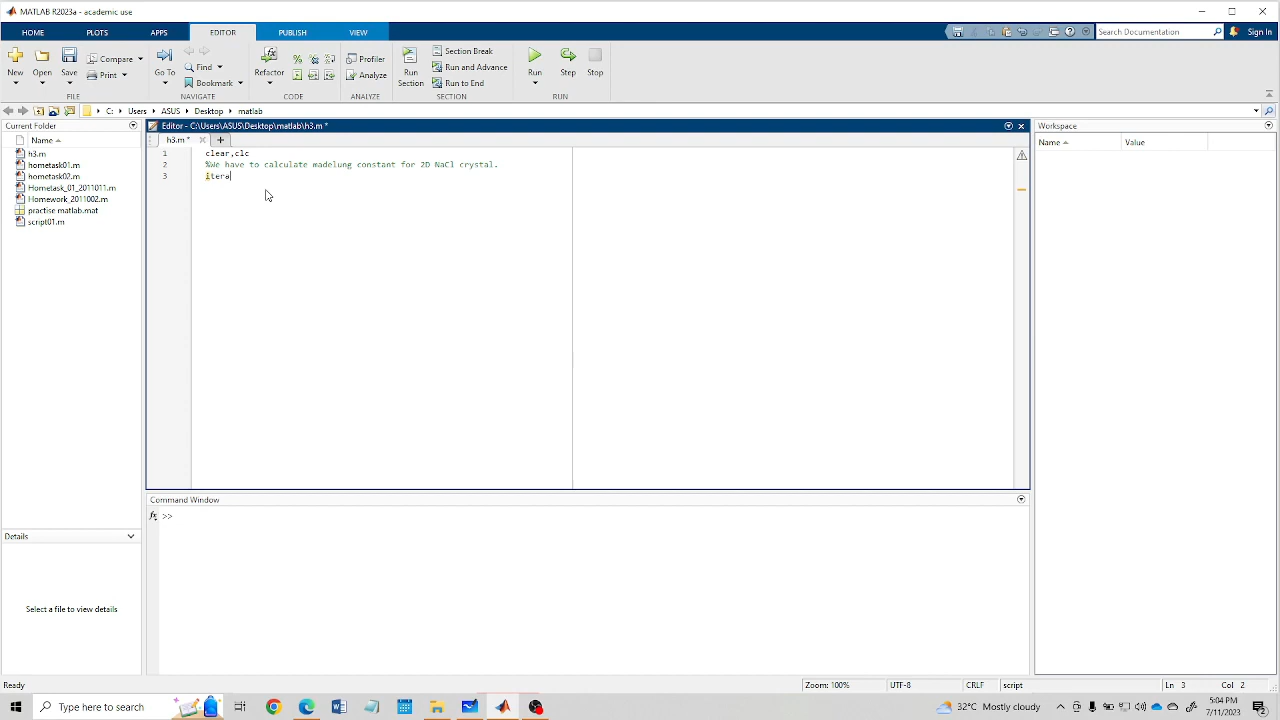 MATLAB R2023a - academic use
HOME PLOTS APPS EDITOR PUBLISH VIEW Search Documentation Sign In
New Open Save Compare Print Go To Find Bookmark Refactor Profiler Analyze Run Section Section Break Run and Advance Run to End Run Step Stop
FILE NAVIGATE CODE ANALYZE SECTION RUN
C: Users ASUS Desktop matlab
Current Folder
Name
h3.m
hometask01.m
hometask02.m
Hometask_01_2011011.m
Homework_2011002.m
practise matlab.mat
script01.m
Details
Select a file to view details
Editor - C:\Users\ASUS\Desktop\matlab\h3.m *
h3.m * +
1 clear,clc
2 %We have to calculate madelung constant for 2D NaCl crystal.
3 itera
Command Window
fx >>
Workspace
Name Value
Ready Zoom: 100% UTF-8 CRLF script Ln 3 Col 2
Type here to search 32°C Mostly cloudy 5:04 PM
7/11/2023 2